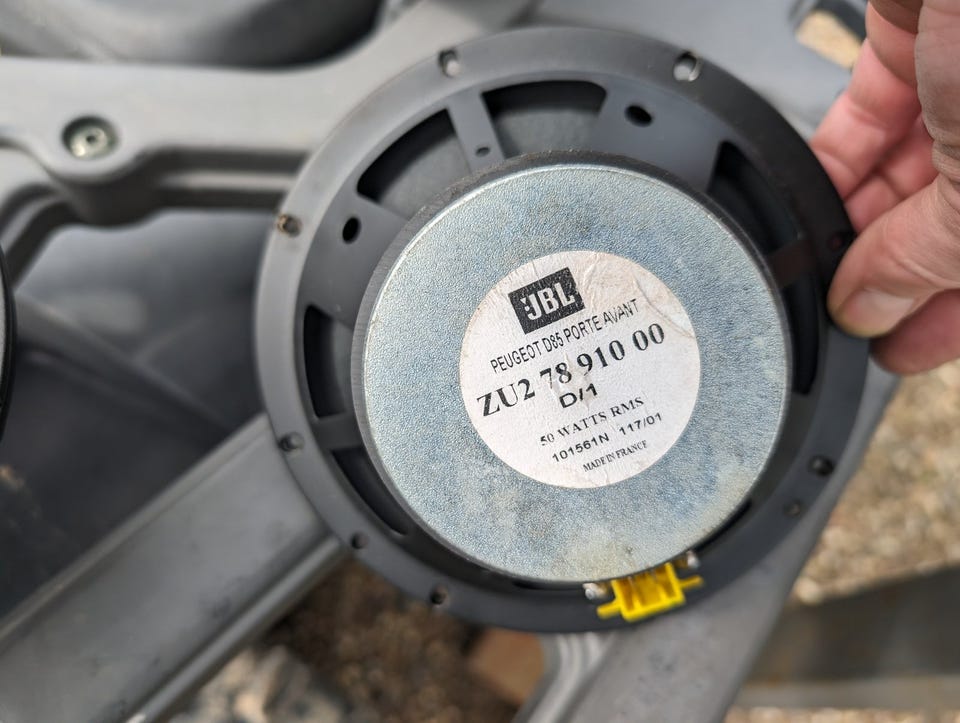 JBL
PEUGEOT D85 PORTE AVANT
ZU2 78 910 00
D/1
50 WATTS RMS
101561N 117/01
MADE IN FRANCE